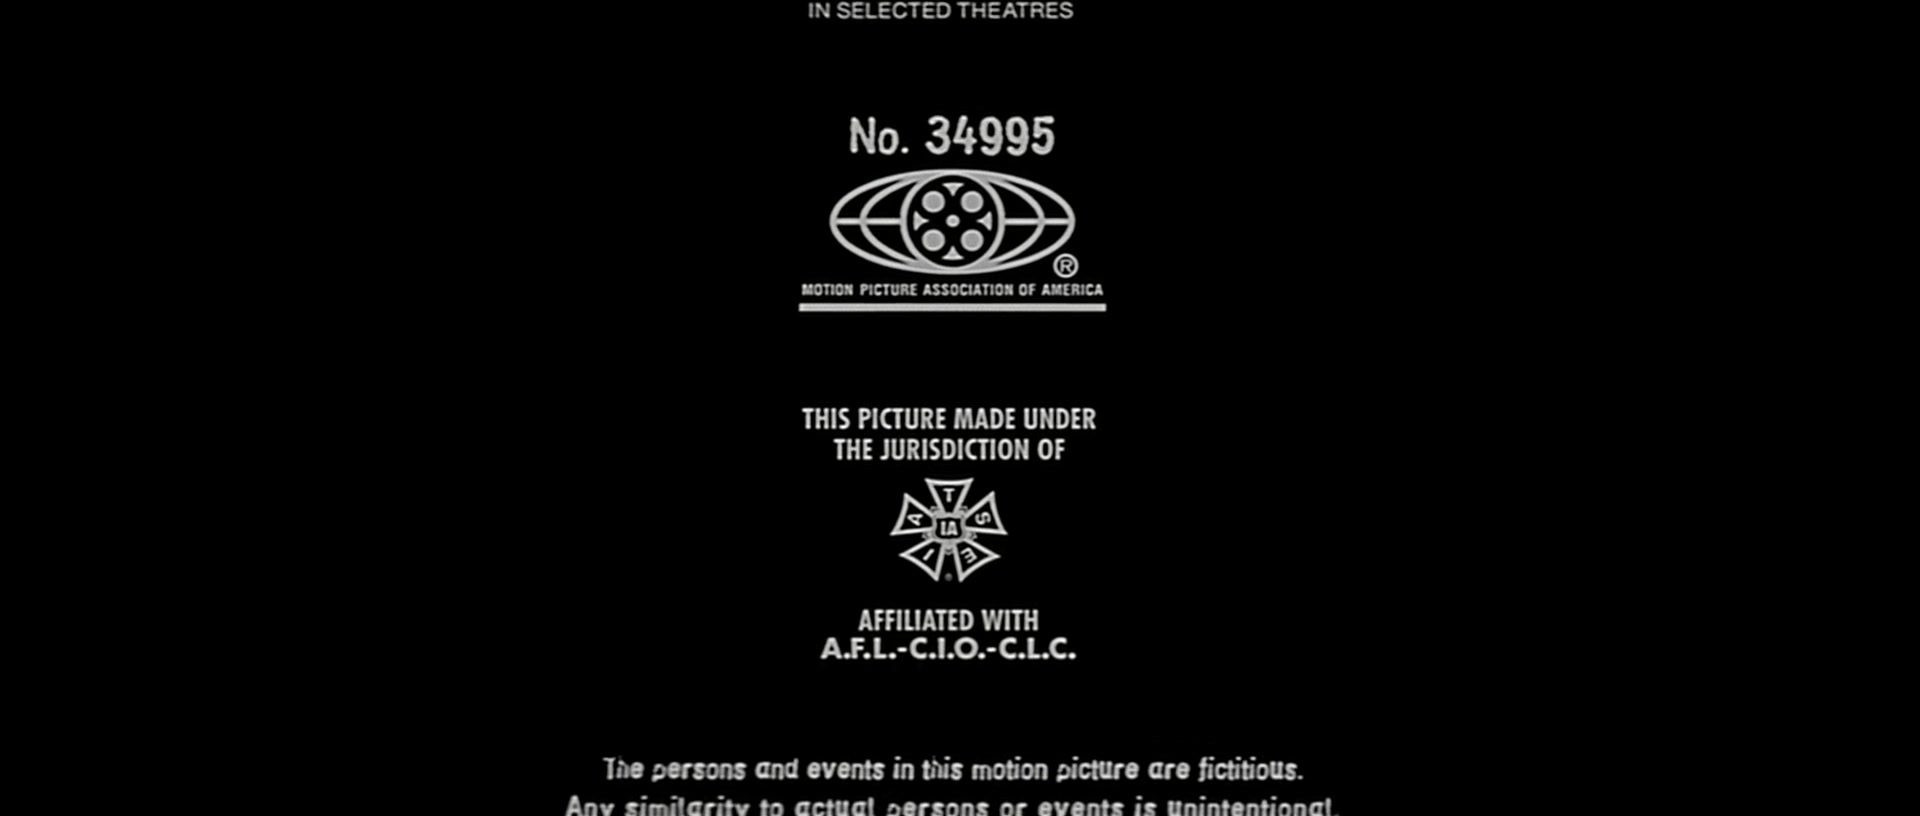 IN SELECTED THEATRES
No. 34995
®
MOTION PICTURE ASSOCIATION OF AMERICA
THIS PICTURE MADE UNDER
THE JURISDICTION OF
I A T S E
IA
AFFILIATED WITH
A.F.L.-C.I.O.-C.L.C.
The persons and events in this motion picture are fictitious.
Any similarity to actual persons or events is unintentional.